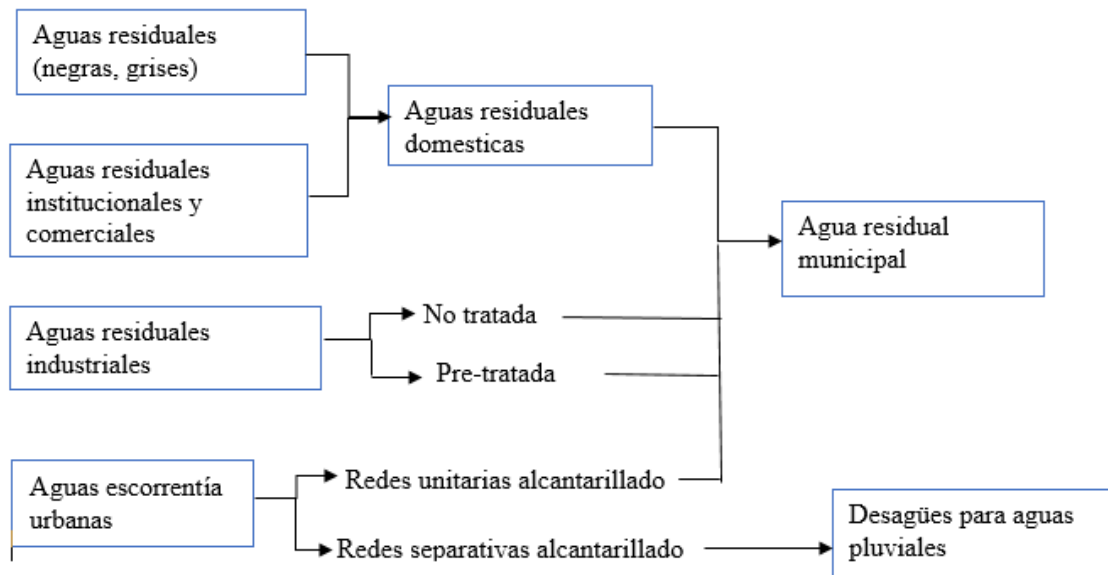 Aguas residuales
(negras, grises)
Aguas residuales
domesticas
Aguas residuales
institucionales y
comerciales
Agua residual
municipal
Aguas residuales
industriales
No tratada
Pre-tratada
Aguas escorrentía
urbanas
Redes unitarias alcantarillado
Redes separativas alcantarillado
Desagües para aguas
pluviales